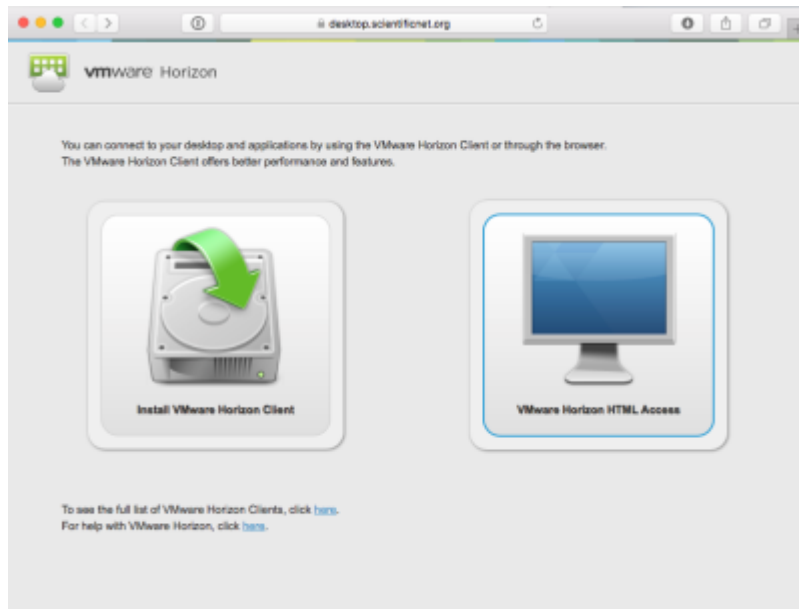 desktop.scientificnet.org
vmware Horizon
You can connect to your desktop and applications by using the VMware Horizon Client or through the browser.
The VMware Horizon Client offers better performance and features.
Install VMware Horizon Client
VMware Horizon HTML Access
To see the full list of VMware Horizon Clients, click here.
For help with VMware Horizon, click here.